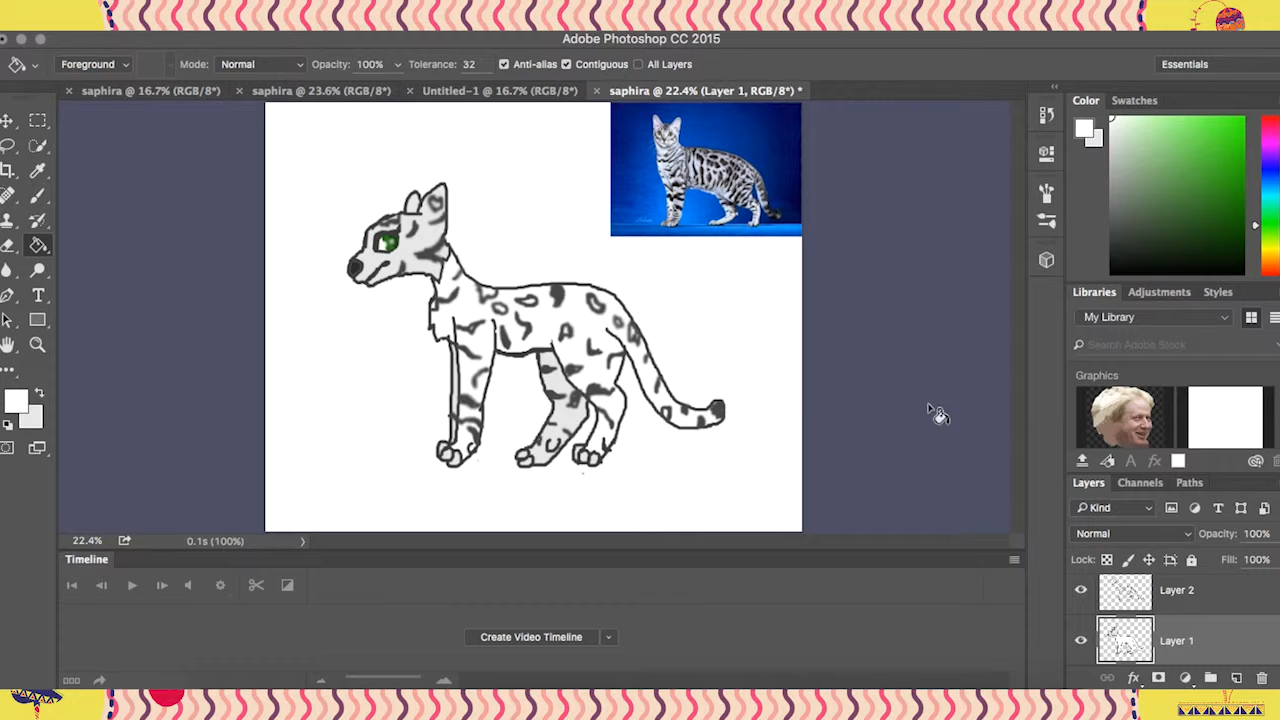 Adobe Photoshop CC 2015
Foreground Mode: Normal Opacity: 100% Tolerance: 32 Anti-alias Contiguous All Layers Essentials
saphira @ 16.7% (RGB/8*) saphira @ 23.6% (RGB/8*) Untitled-1 @ 16.7% (RGB/8*) saphira @ 22.4% (Layer 1, RGB/8*) *
Color Swatches
Libraries Adjustments Styles
My Library
Search Adobe Stock
Graphics
Layers Channels Paths
Kind
Normal Opacity: 100%
Lock: Fill: 100%
Layer 2
Layer 1
22.4% 0.1s (100%)
Timeline
Create Video Timeline